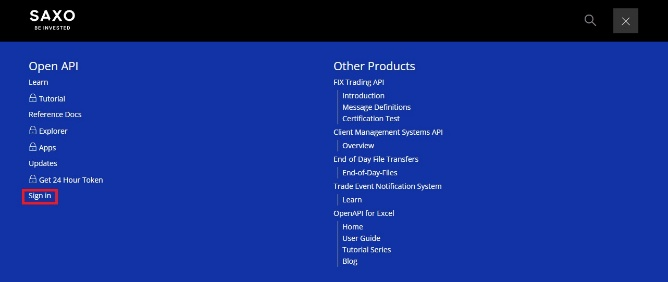 SAXO
BE INVESTED
Open API
Learn
Tutorial
Reference Docs
Explorer
Apps
Updates
Get 24 Hour Token
Sign in
Other Products
FIX Trading API
Introduction
Message Definitions
Certification Test
Client Management Systems API
Overview
End of Day File Transfers
End-of-Day-Files
Trade Event Notification System
Learn
OpenAPI for Excel
Home
User Guide
Tutorial Series
Blog